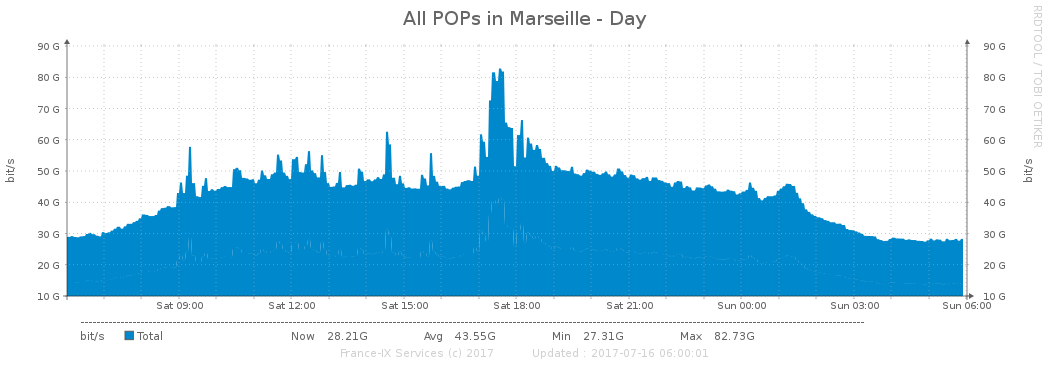 All POPs in Marseille - Day
RRDTOOL / TOBI OETIKER
90 G 90 G
80 G 80 G
70 G 70 G
60 G 60 G
50 G 50 G
40 G 40 G
30 G 30 G
20 G 20 G
10 G 10 G
bit/s
bit/s
Sat 09:00 Sat 12:00 Sat 15:00 Sat 18:00 Sat 21:00 Sun 00:00 Sun 03:00 Sun 06:00
bit/s Total Now 28.21G Avg 43.55G Min 27.31G Max 82.73G
France-IX Services (c) 2017 Updated : 2017-07-16 06:00:01